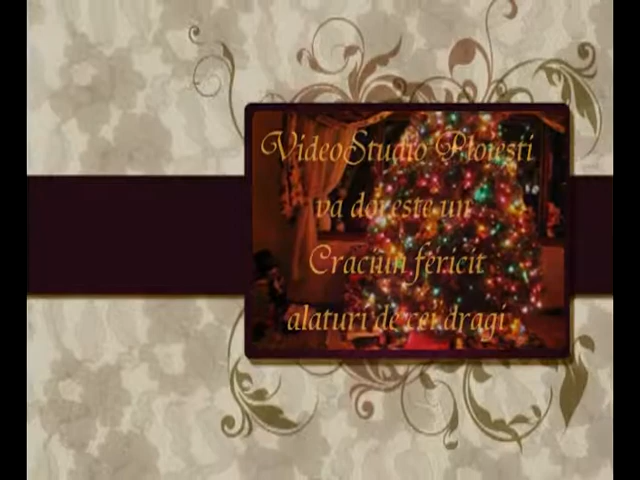 VideoStudio Ploiesti
va doreste un
Craciun fericit
alaturi de cei dragi